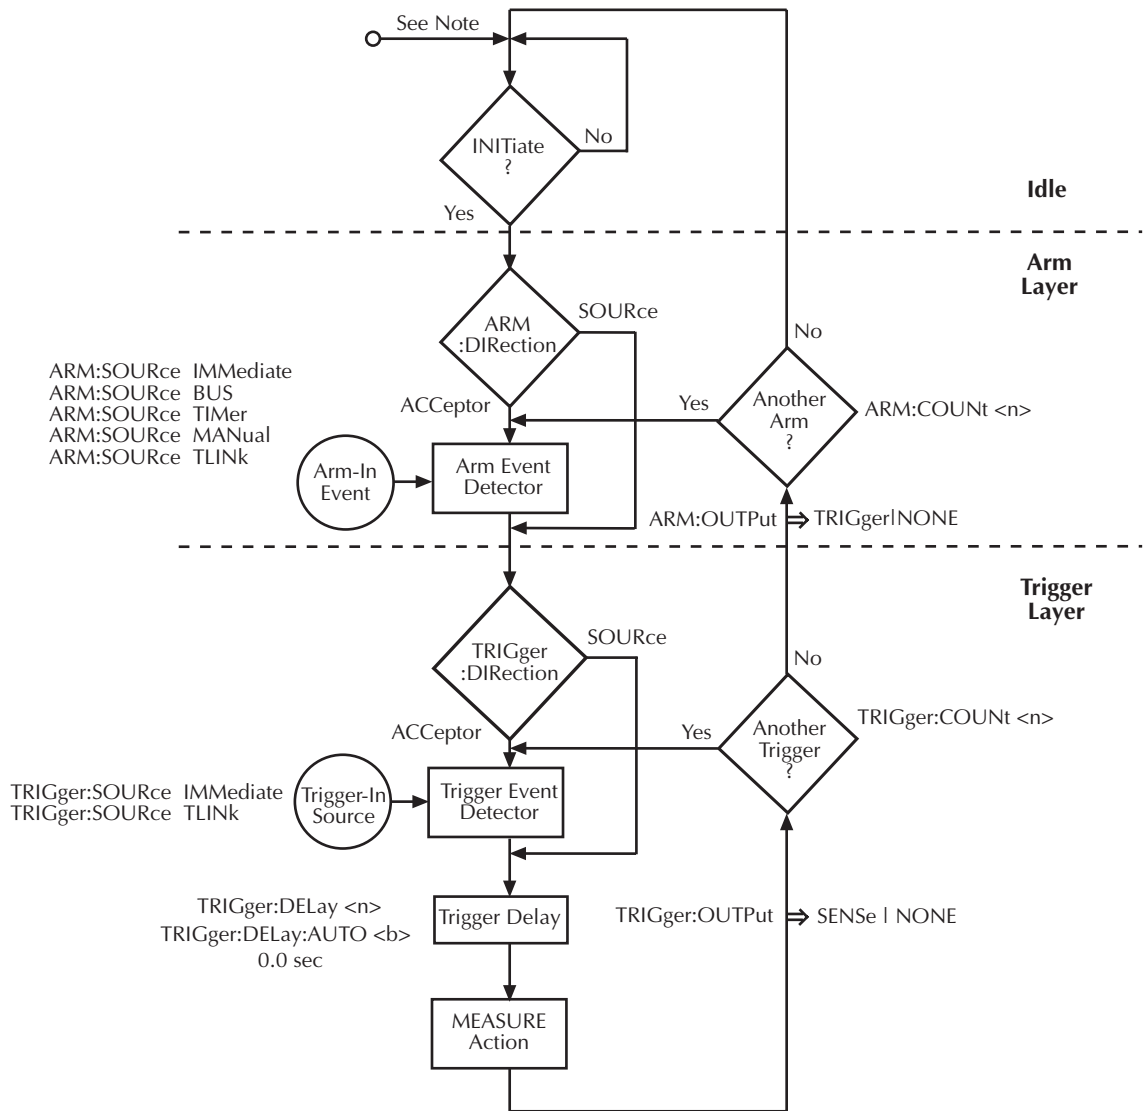 See Note
INITiate
?
No
Yes
Idle
Arm
Layer
ARM
:DIRection
SOURce
No
ARM:SOURce IMMediate
ARM:SOURce BUS
ARM:SOURce TIMer
ARM:SOURce MANual
ARM:SOURce TLINk
ACCeptor
Yes
Another
Arm
?
ARM:COUNt <n>
Arm-In
Event
Arm Event
Detector
ARM:OUTPut ⇒ TRIGger|NONE
Trigger
Layer
TRIGger
:DIRection
SOURce
No
ACCeptor
Yes
Another
Trigger
?
TRIGger:COUNt <n>
TRIGger:SOURce IMMediate
TRIGger:SOURce TLINk
Trigger-In
Source
Trigger Event
Detector
TRIGger:DELay <n>
TRIGger:DELay:AUTO <b>
0.0 sec
Trigger Delay
TRIGger:OUTPut ⇒ SENSe | NONE
MEASURE
Action